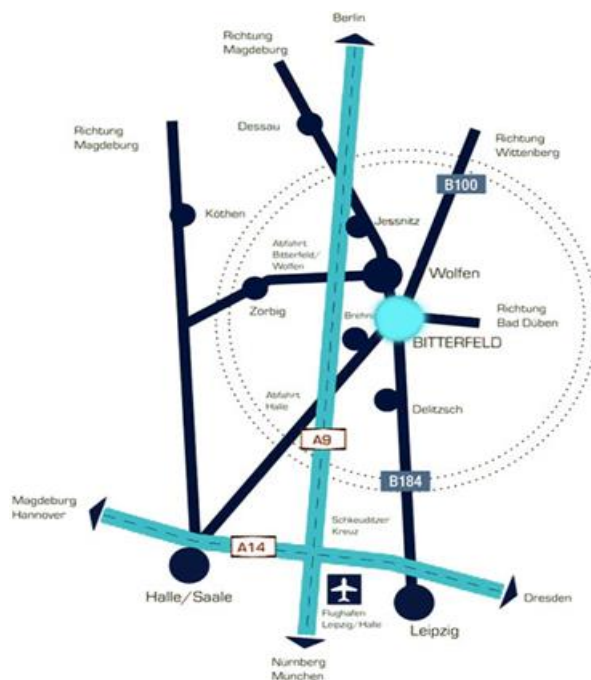 Berlin
Richtung
Magdeburg
Dessau
Richtung
Magdeburg
Richtung
Wittenberg
B100
Köthen
Jessnitz
Abfahrt
Bitterfeld/
Wolfen
Wolfen
Zorbig
Brehna
Richtung
Bad Düben
BITTERFELD
Abfahrt
Halle
Delitzsch
A9
B184
Magdeburg
Hannover
Schkeuditzer
Kreuz
A14
Halle/Saale
Flughafen
Leipzig/Halle
Dresden
Leipzig
Nürnberg
Munchen